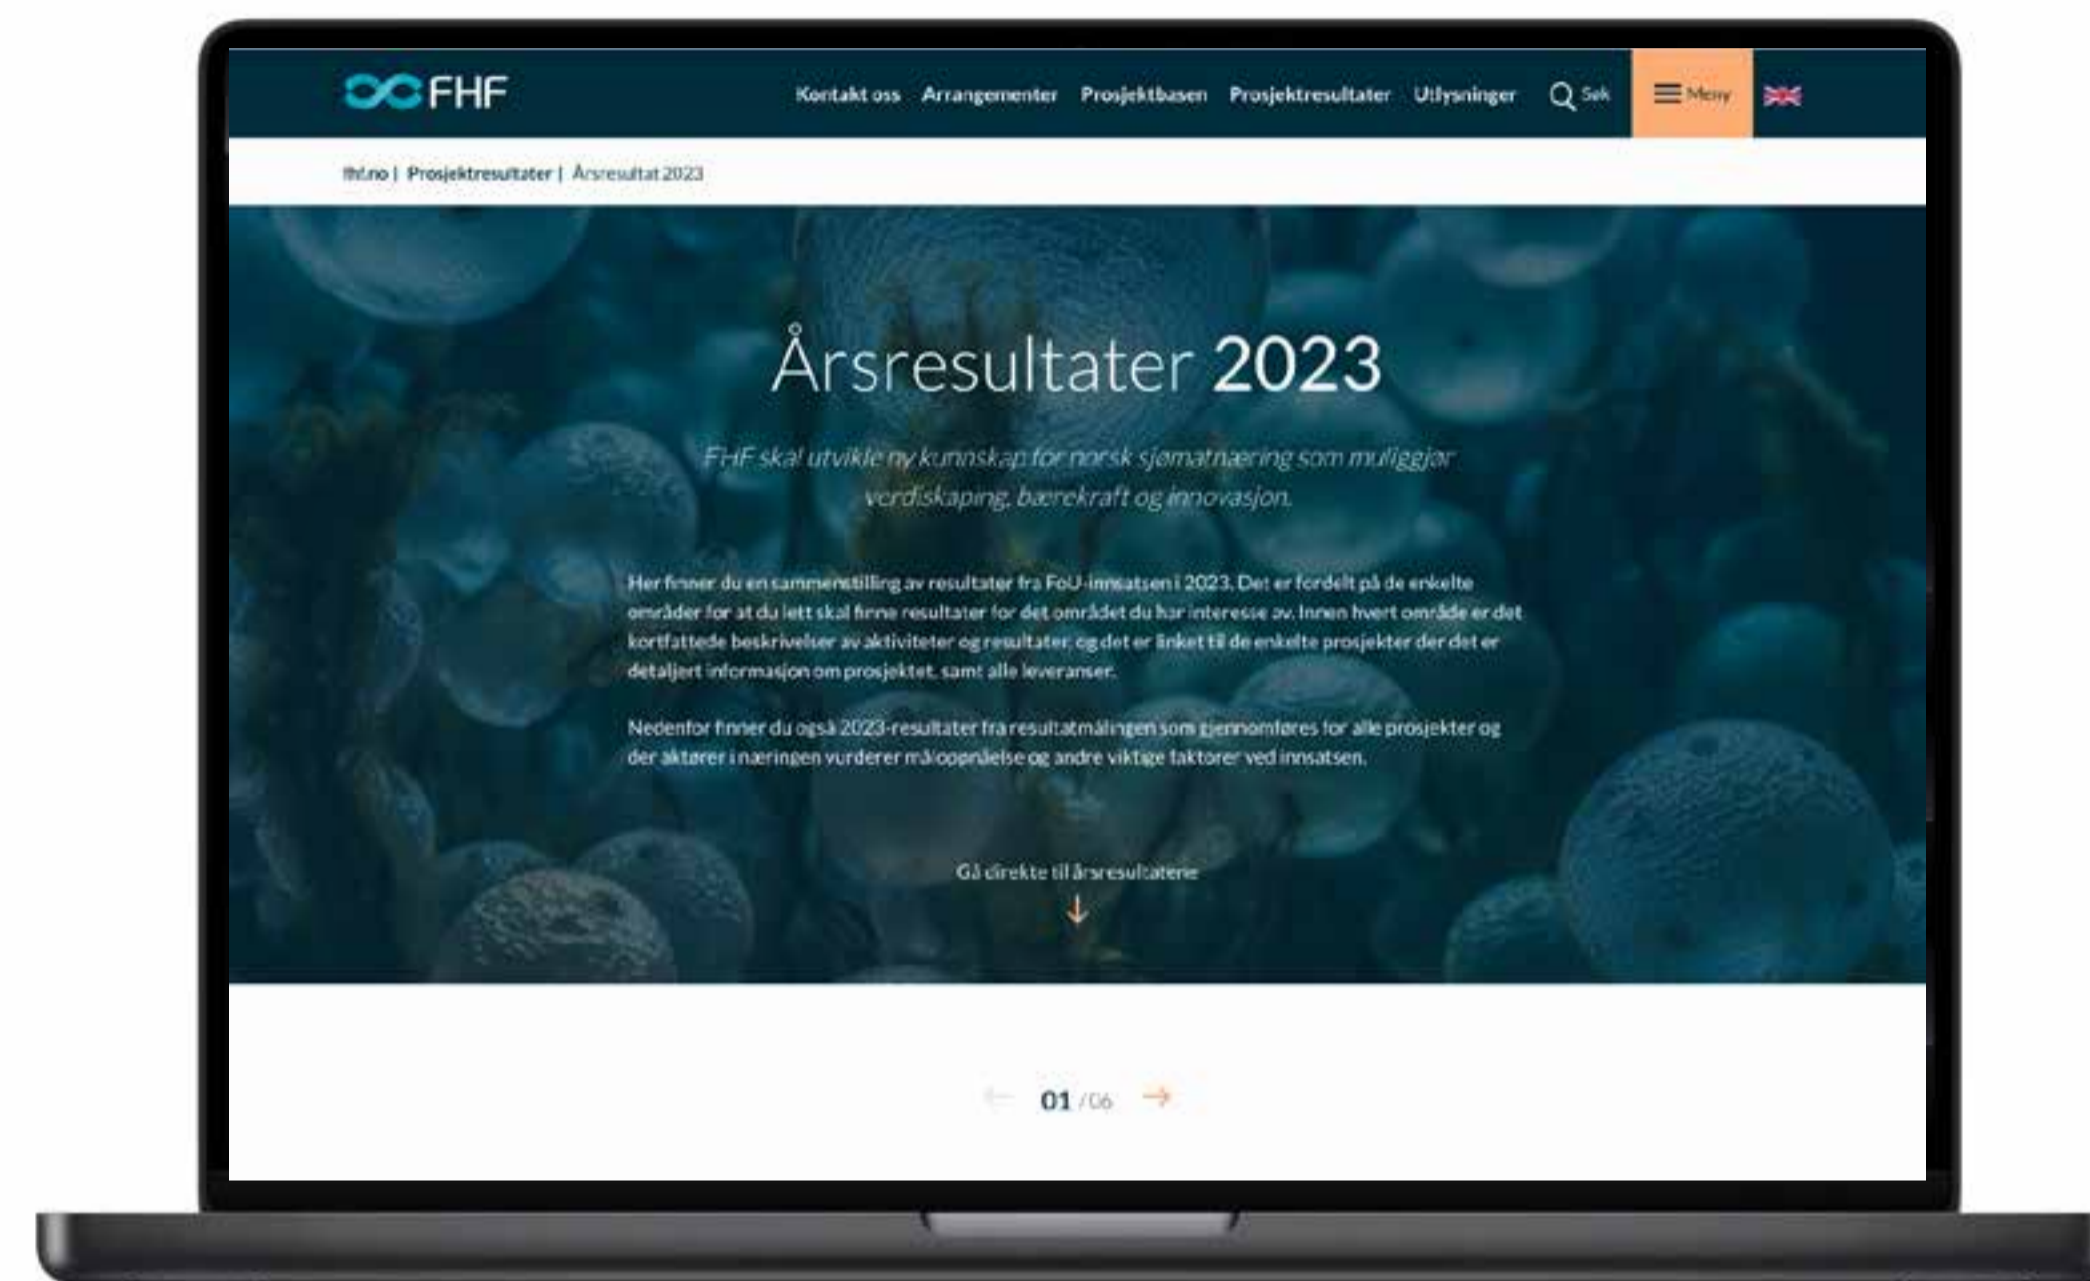 FHF
Kontakt oss Arrangementer Prosjektbasen Prosjektresultater Utlysninger Søk Meny
fhf.no | Prosjektresultater | Årsresultat 2023
Årsresultater 2023
FHF skal utvikle ny kunnskap for norsk sjømatnæring som muliggjør
verdiskaping, bærekraft og innovasjon.
Her finner du en sammenstilling av resultater fra FoU-innsatsen i 2023. Det er fordelt på de enkelte
områder for at du lett skal finne resultater for det området du har interesse av. Innen hvert område er det
kortfattede beskrivelser av aktiviteter og resultater, og det er linket til de enkelte prosjekter der det er
detaljert informasjon om prosjektet, samt alle leveranser.
Nedenfor finner du også 2023-resultater fra resultatmålingen som gjennomføres for alle prosjekter og
der aktører i næringen vurderer måloppnåelse og andre viktige faktorer ved innsatsen.
Gå direkte til årsresultatene
01 / 06